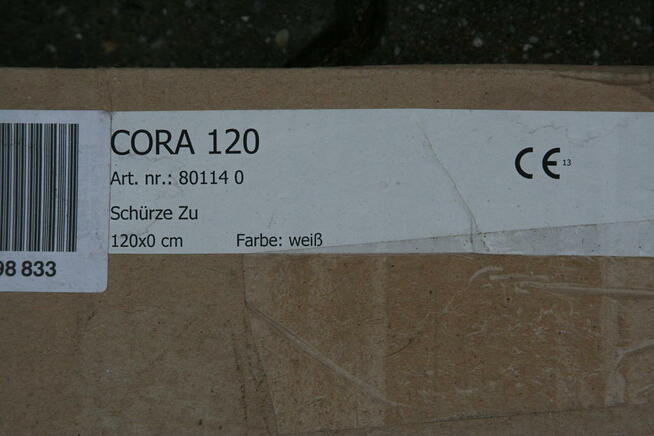 CORA 120
CE 13
Art. nr.: 80114 0
Schürze Zu
120x0 cm Farbe: weiß
98 833